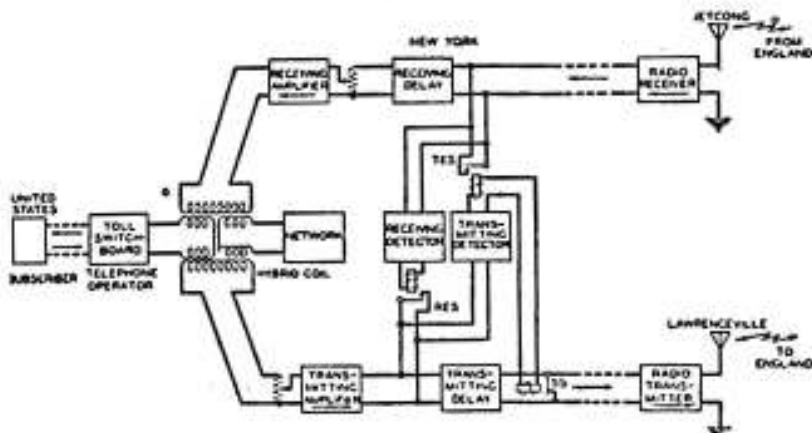 NEW YORK
JETCONG
FROM
ENGLAND
RECEIVING
AMPLIFIER
RECEIVING
DELAY
RADIO
RECEIVER
TES
UNITED
STATES
SUBSCRIBER
TOLL
SWITCH-
BOARD
TELEPHONE
OPERATOR
NETWORK
HYBRID COIL
RECEIVING
DETECTOR
TRANS-
MITTING
DETECTOR
RES
LAWRENCEVILLE
TO
ENGLAND
TRANS-
MITTING
AMPLIFIER
TRANS-
MITTING
DELAY
SS
RADIO
TRANS-
MITTER